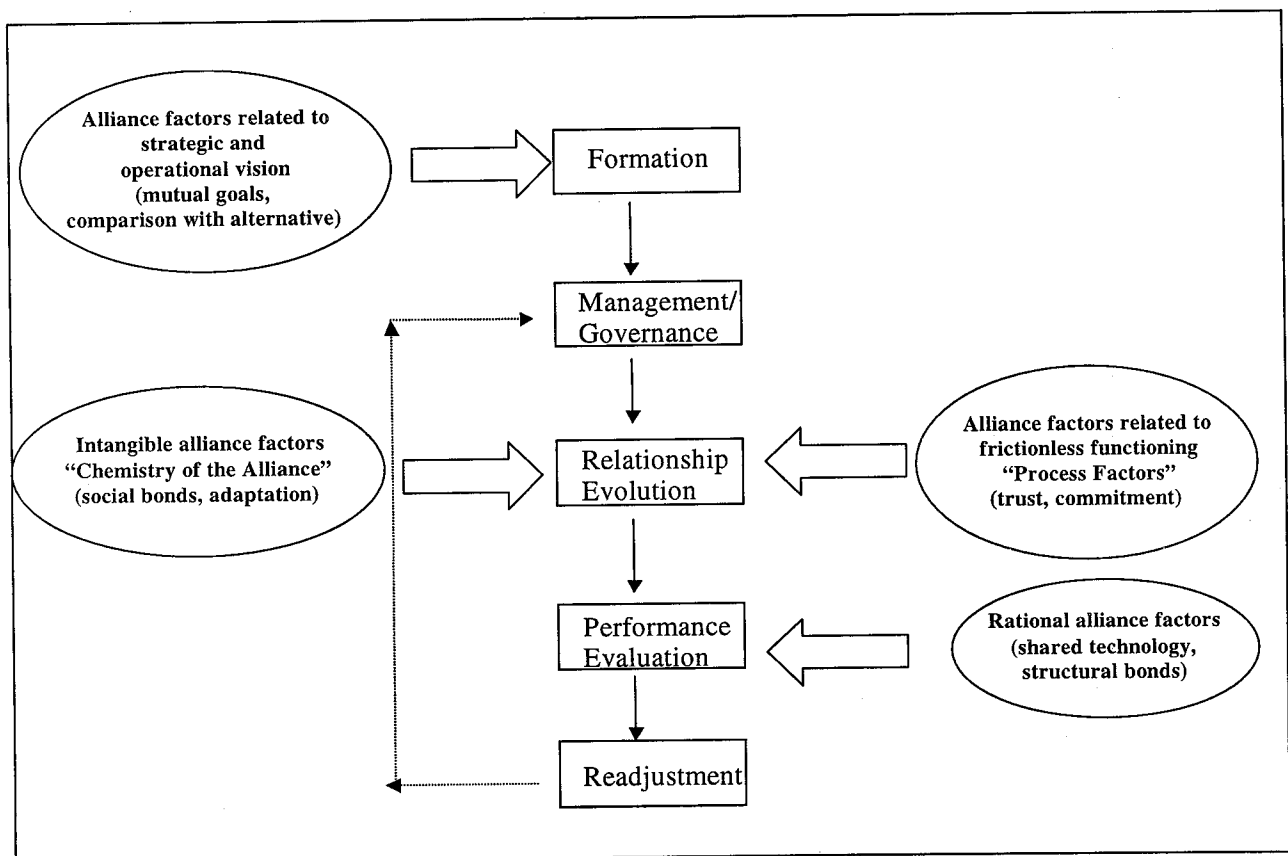 Alliance factors related to
strategic and
operational vision
(mutual goals,
comparison with alternative)
Formation
Management/
Governance
Intangible alliance factors
“Chemistry of the Alliance”
(social bonds, adaptation)
Relationship
Evolution
Alliance factors related to
frictionless functioning
“Process Factors”
(trust, commitment)
Performance
Evaluation
Rational alliance factors
(shared technology,
structural bonds)
Readjustment